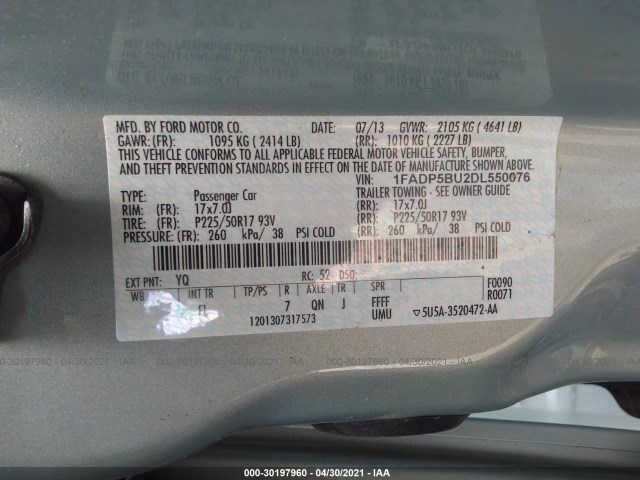 MFD. BY FORD MOTOR CO. DATE: 07/13 GVWR: 2105 KG ( 4641 LB)
GAWR: (FR): 1095 KG ( 2414 LB) (RR): 1010 KG ( 2227 LB)
THIS VEHICLE CONFORMS TO ALL APPLICABLE FEDERAL MOTOR VEHICLE SAFETY, BUMPER,
AND THEFT PREVENTION STANDARDS IN EFFECT ON THE DATE OF MANUFACTURE SHOWN ABOVE.
VIN: 1FADP5BU2DL550076
TYPE: Passenger Car TRAILER TOWING - SEE OWNER GUIDE
RIM: (FR): 17x7.0J (RR): 17x7.0J
TIRE: (FR): P225/50R17 93V (RR): P225/50R17 93V
PRESSURE: (FR): 260 kPa/ 38 PSI COLD (RR): 260 kPa/ 38 PSI COLD
EXT PNT: YQ RC: 52 DSO:
WB INT TR TP/PS R AXLE TR SPR F0090
FL 7 QN J FFFF R0071
1201307317573 UMU ▽5U5A-3520472-AA
000-30197960 - 04/30/2021 - IAA